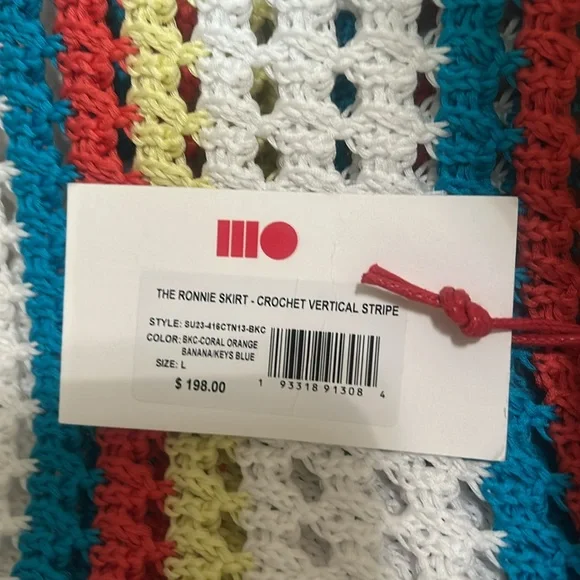 THE RONNIE SKIRT - CROCHET VERTICAL STRIPE
STYLE: SU23-416CTN13-BKC
COLOR: BKC-CORAL ORANGE
BANANA/KEYS BLUE
SIZE: L
$ 198.00
1 93318 91308 4